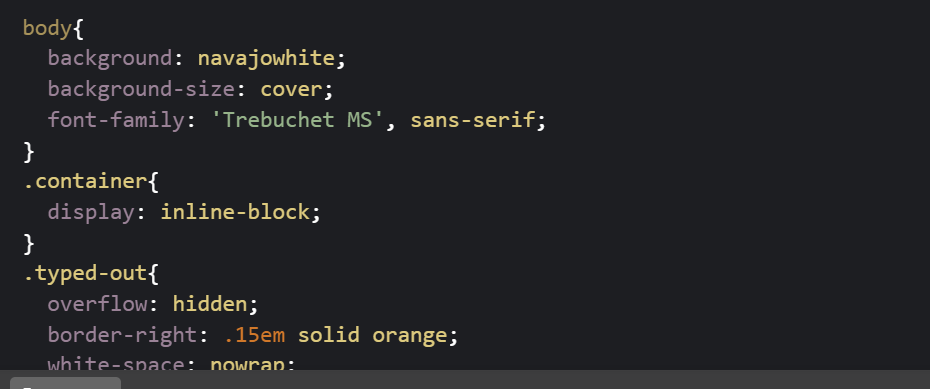 body{
  background: navajowhite;
  background-size: cover;
  font-family: 'Trebuchet MS', sans-serif;
}
.container{
  display: inline-block;
}
.typed-out{
  overflow: hidden;
  border-right: .15em solid orange;
  white-space: nowrap;